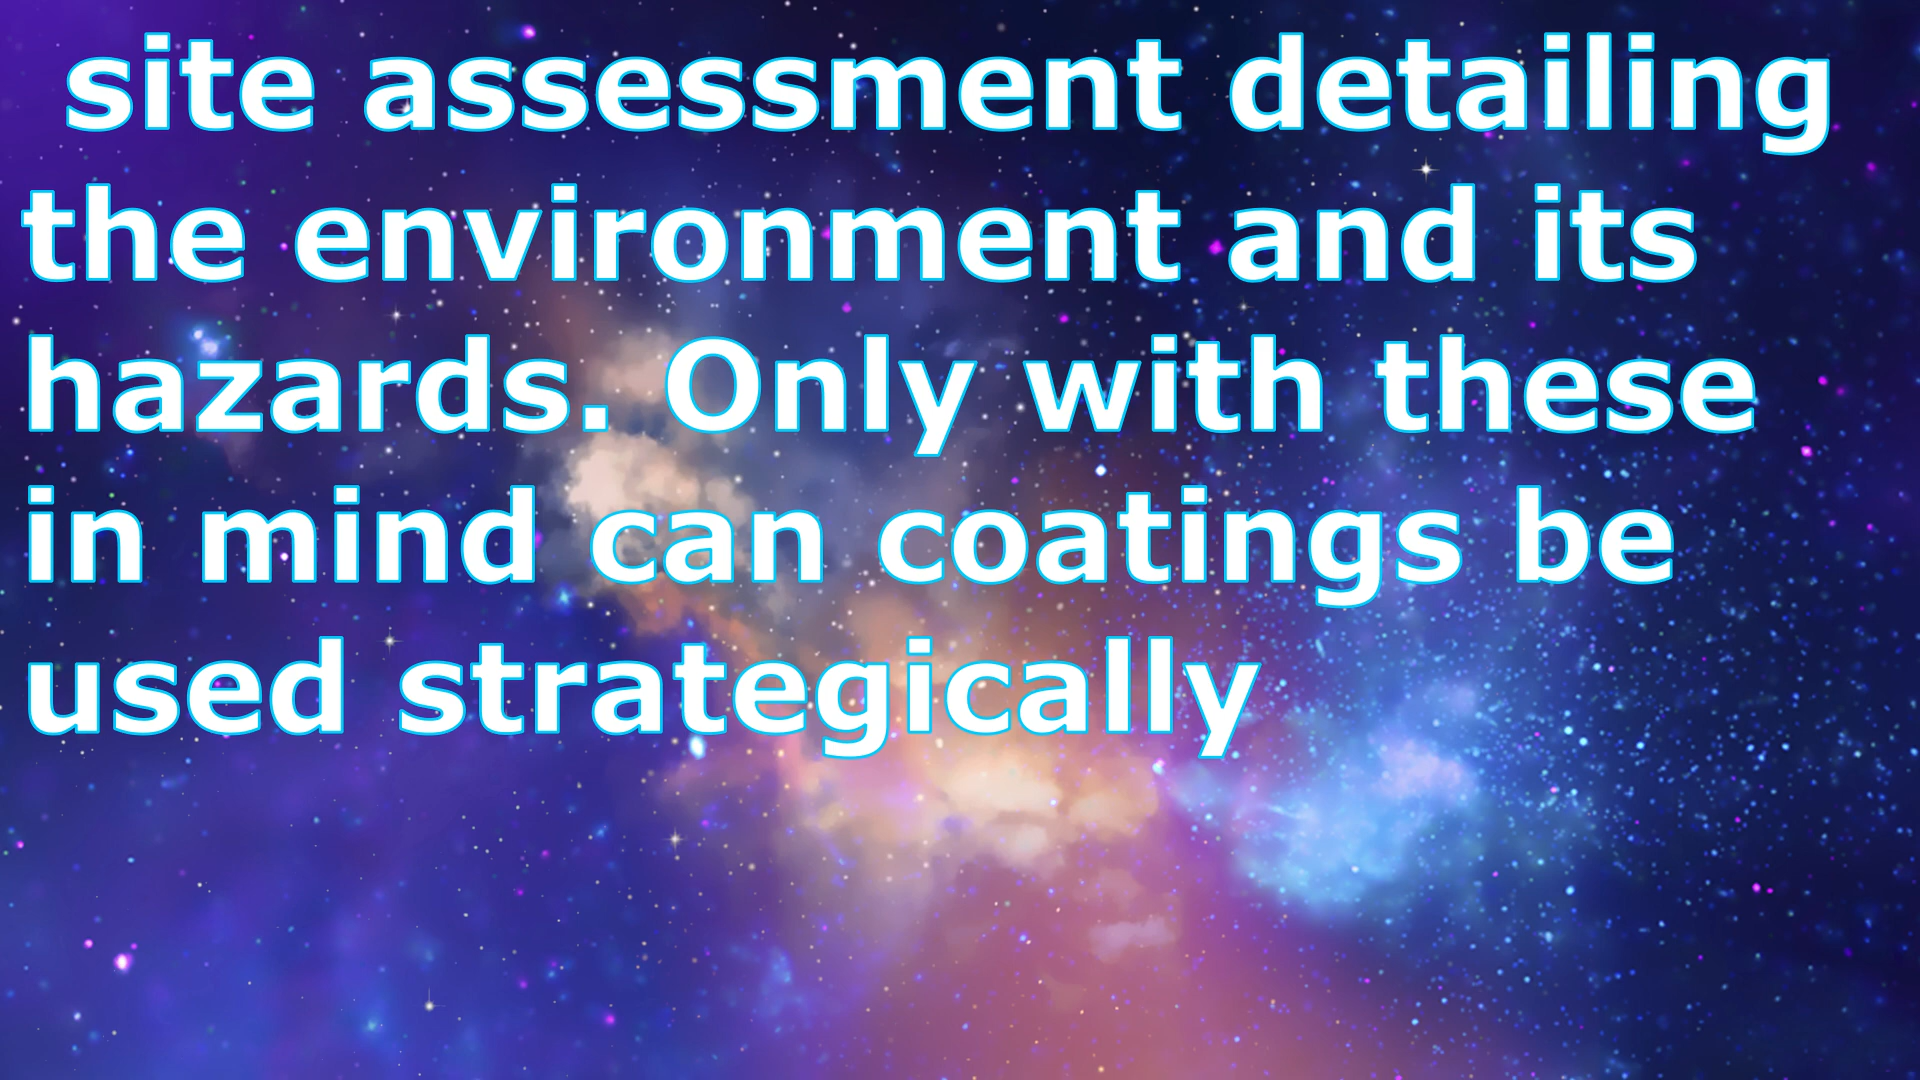 site assessment detailing
the environment and its
hazards. Only with these
in mind can coatings be
used strategically